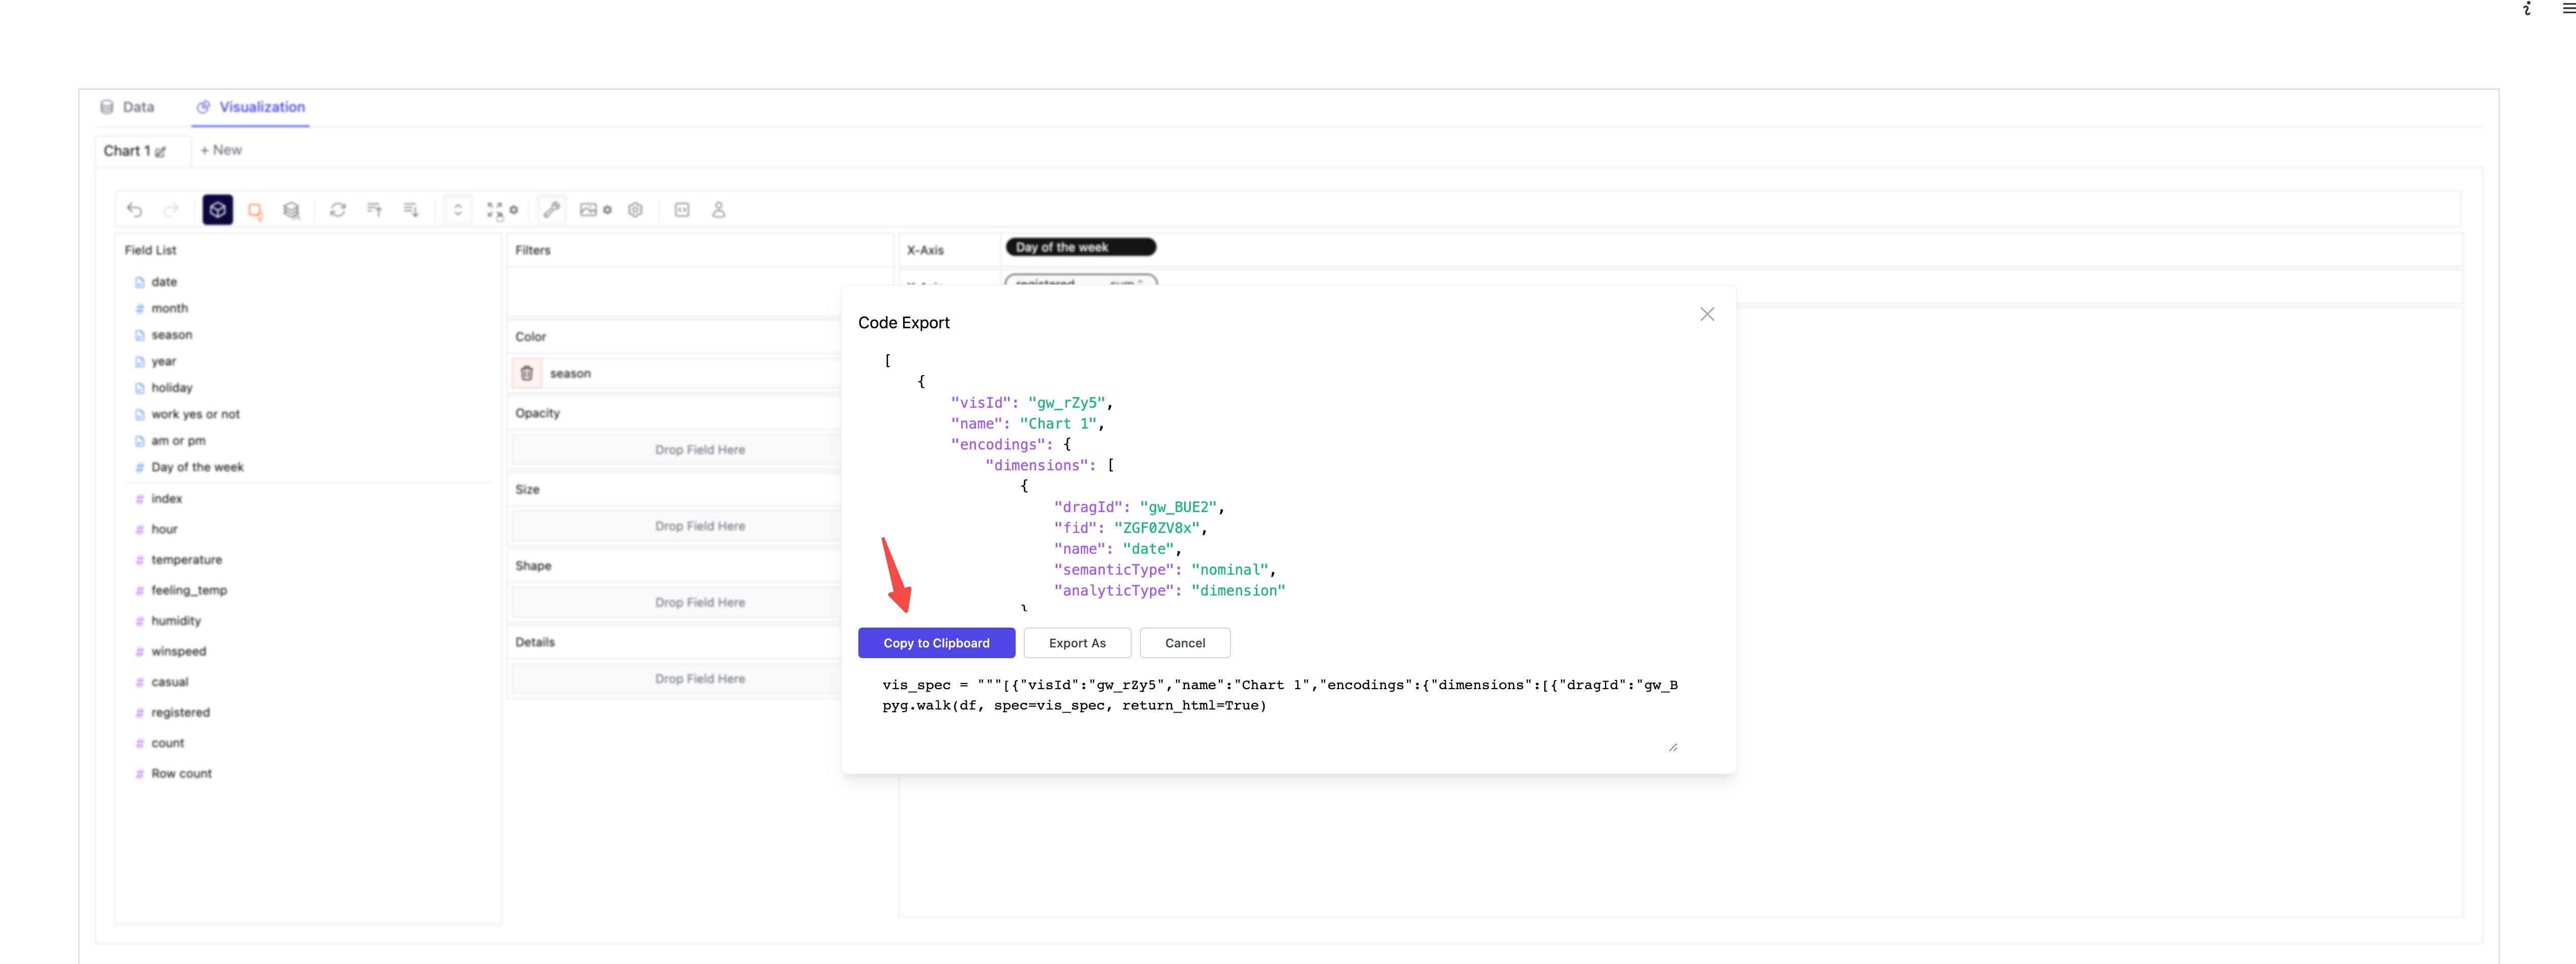 Data
Visualization
Chart 1
+ New
Field List
date
month
season
year
holiday
work yes or not
am or pm
Day of the week
index
hour
temperature
feeling_temp
humidity
winspeed
casual
registered
count
Row count
Filters
Color
season
Opacity
Drop Field Here
Size
Drop Field Here
Shape
Drop Field Here
Details
Drop Field Here
X-Axis
Day of the week
registered sum
Code Export
[
{
"visId": "gw_rZy5",
"name": "Chart 1",
"encodings": {
"dimensions": [
{
"dragId": "gw_BUE2",
"fid": "ZGF0ZV8x",
"name": "date",
"semanticType": "nominal",
"analyticType": "dimension"
}
Copy to Clipboard
Export As
Cancel
vis_spec = """[{"visId":"gw_rZy5","name":"Chart 1","encodings":{"dimensions":[{"dragId":"gw_B
pyg.walk(df, spec=vis_spec, return_html=True)